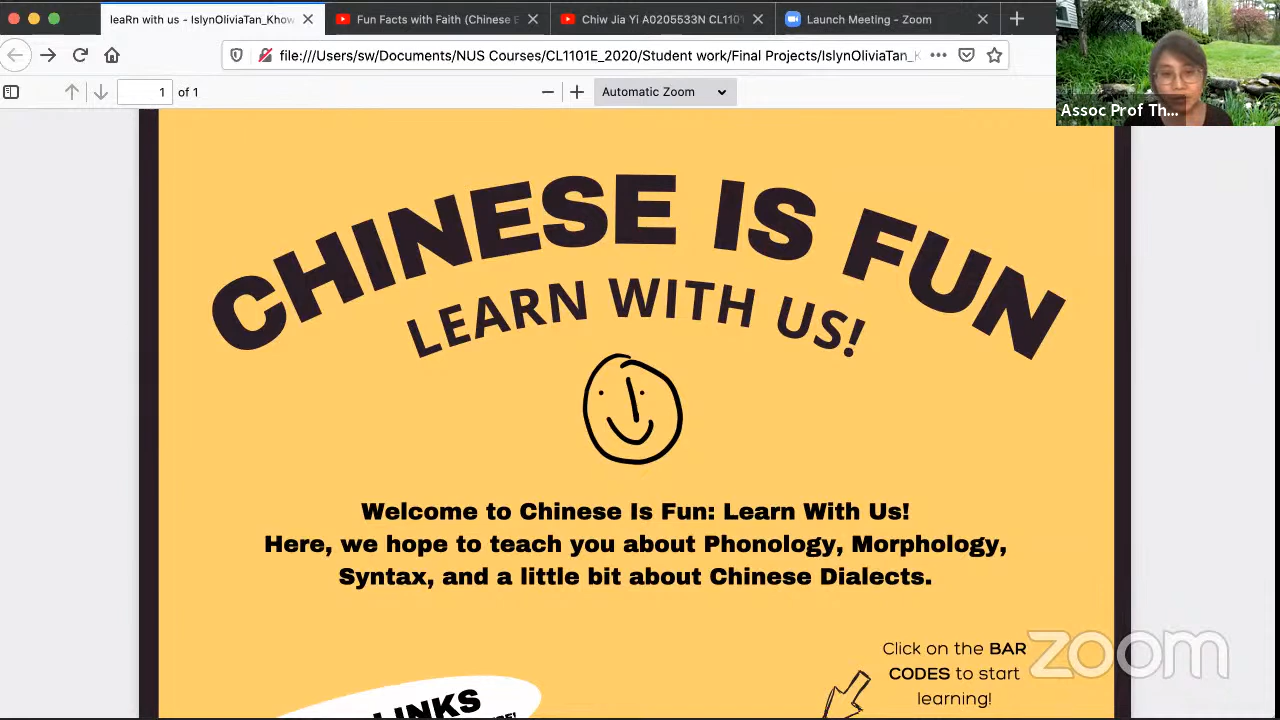 leaRn with us - IslynOliviaTan_Khow
Fun Facts with Faith (Chinese E
Chiw Jia Yi A0205533N CL1101
Launch Meeting - Zoom
file:///Users/sw/Documents/NUS Courses/CL1101E_2020/Student work/Final Projects/IslynOliviaTan_K
1 of 1
Automatic Zoom
Assoc Prof Th...
CHINESE IS FUN
LEARN WITH US!
Welcome to Chinese Is Fun: Learn With Us!
Here, we hope to teach you about Phonology, Morphology,
Syntax, and a little bit about Chinese Dialects.
Click on the BAR
CODES to start
learning!
LINKS
zoom